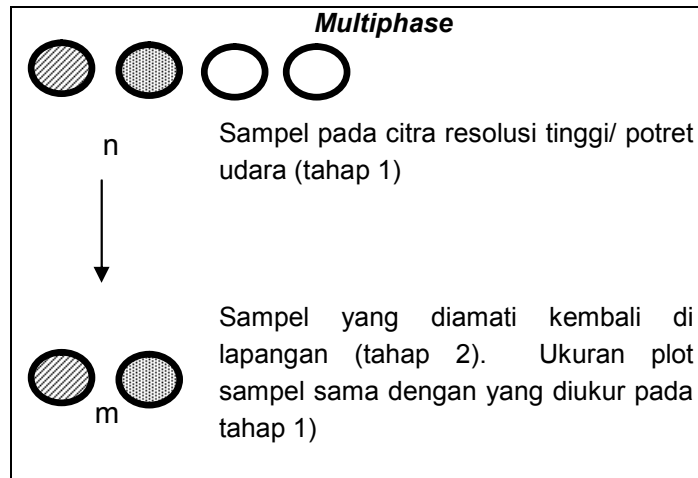 Multiphase
n
Sampel pada citra resolusi tinggi/ potret
udara (tahap 1)
Sampel yang diamati kembali di
lapangan (tahap 2). Ukuran plot
sampel sama dengan yang diukur pada
tahap 1)
m